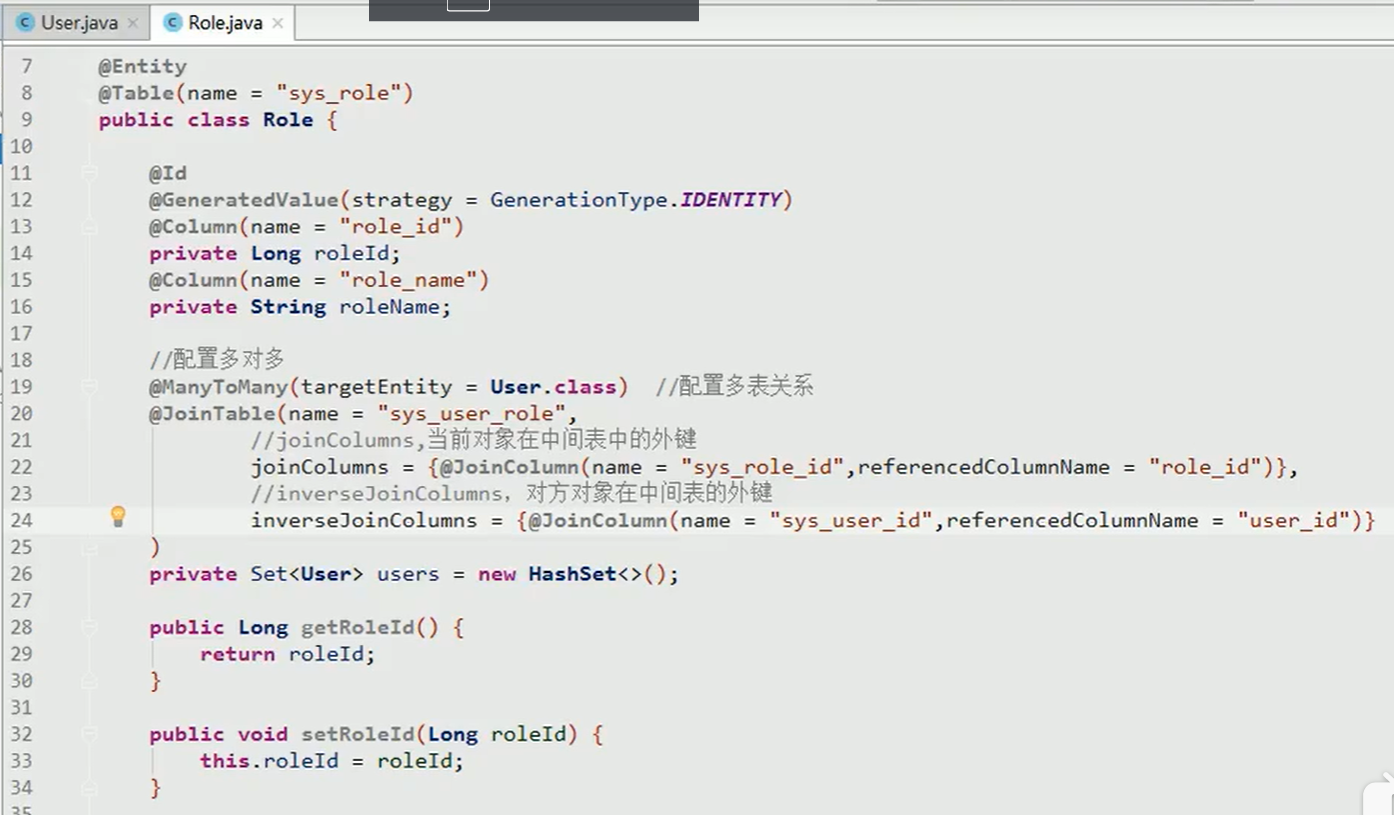 User.java
Role.java
7 @Entity
8 @Table(name = "sys_role")
9 public class Role {
10
11 @Id
12 @GeneratedValue(strategy = GenerationType.IDENTITY)
13 @Column(name = "role_id")
14 private Long roleId;
15 @Column(name = "role_name")
16 private String roleName;
17
18 //配置多对多
19 @ManyToMany(targetEntity = User.class) //配置多表关系
20 @JoinTable(name = "sys_user_role",
21 //joinColumns,当前对象在中间表中的外键
22 joinColumns = {@JoinColumn(name = "sys_role_id",referencedColumnName = "role_id")},
23 //inverseJoinColumns，对方对象在中间表的外键
24 inverseJoinColumns = {@JoinColumn(name = "sys_user_id",referencedColumnName = "user_id")}
25 )
26 private Set<User> users = new HashSet<>();
27
28 public Long getRoleId() {
29 return roleId;
30 }
31
32 public void setRoleId(Long roleId) {
33 this.roleId = roleId;
34 }
35